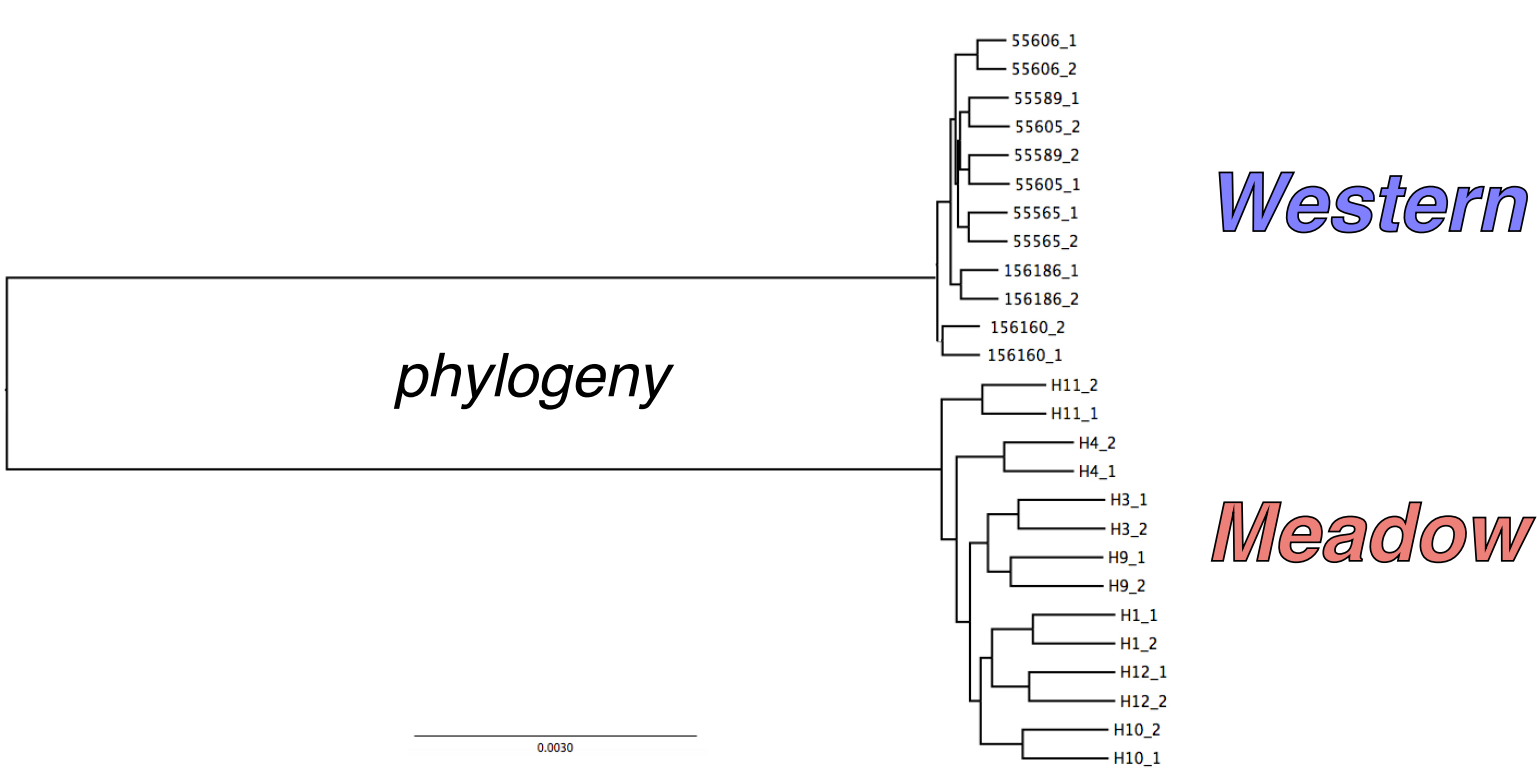 55606_1
55606_2
55589_1
55605_2
55589_2
55605_1
55565_1
55565_2
156186_1
156186_2
156160_2
156160_1
Western
phylogeny
H11_2
H11_1
H4_2
H4_1
H3_1
H3_2
H9_1
H9_2
H1_1
H1_2
H12_1
H12_2
H10_2
H10_1
Meadow
0.0030